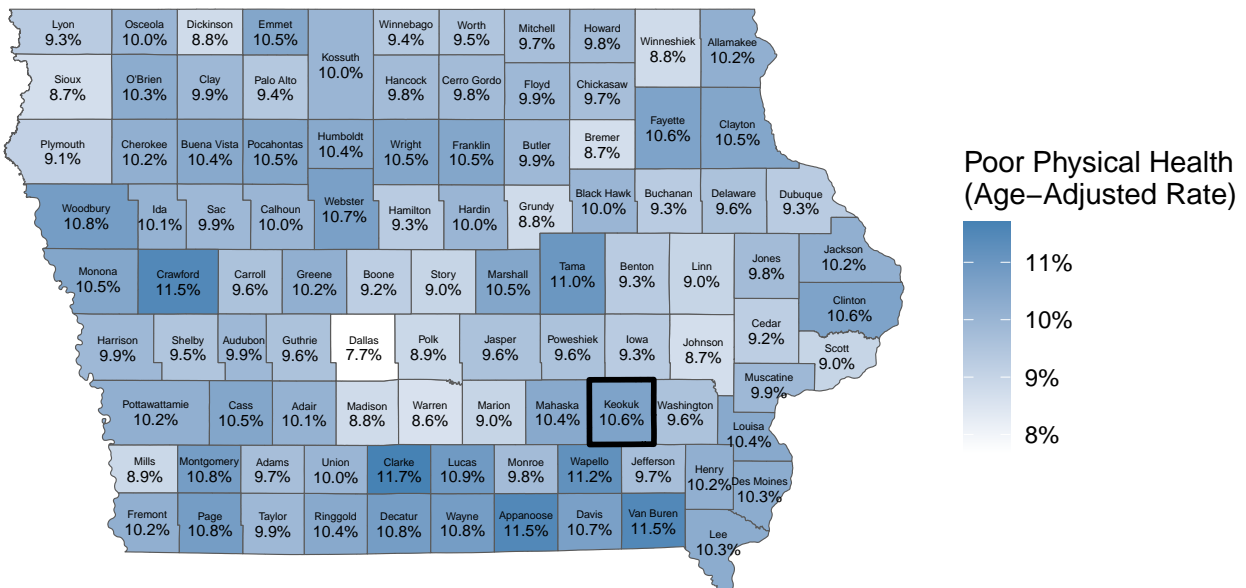 Lyon
9.3%
Osceola
10.0%
Dickinson
8.8%
Emmet
10.5%
Kossuth
10.0%
Winnebago
9.4%
Worth
9.5%
Mitchell
9.7%
Howard
9.8%
Winneshiek
8.8%
Allamakee
10.2%
Sioux
8.7%
O'Brien
10.3%
Clay
9.9%
Palo Alto
9.4%
Hancock
9.8%
Cerro Gordo
9.8%
Floyd
9.9%
Chickasaw
9.7%
Fayette
10.6%
Clayton
10.5%
Plymouth
9.1%
Cherokee
10.2%
Buena Vista
10.4%
Pocahontas
10.5%
Humboldt
10.4%
Wright
10.5%
Franklin
10.5%
Butler
9.9%
Bremer
8.7%
Woodbury
10.8%
Ida
10.1%
Sac
9.9%
Calhoun
10.0%
Webster
10.7%
Hamilton
9.3%
Hardin
10.0%
Grundy
8.8%
Black Hawk
10.0%
Buchanan
9.3%
Delaware
9.6%
Dubuque
9.3%
Monona
10.5%
Crawford
11.5%
Carroll
9.6%
Greene
10.2%
Boone
9.2%
Story
9.0%
Marshall
10.5%
Tama
11.0%
Benton
9.3%
Linn
9.0%
Jones
9.8%
Jackson
10.2%
Clinton
10.6%
Harrison
9.9%
Shelby
9.5%
Audubon
9.9%
Guthrie
9.6%
Dallas
7.7%
Polk
8.9%
Jasper
9.6%
Poweshiek
9.6%
Iowa
9.3%
Johnson
8.7%
Cedar
9.2%
Scott
9.0%
Muscatine
9.9%
Pottawattamie
10.2%
Cass
10.5%
Adair
10.1%
Madison
8.8%
Warren
8.6%
Marion
9.0%
Mahaska
10.4%
Keokuk
10.6%
Washington
9.6%
Louisa
10.4%
Mills
8.9%
Montgomery
10.8%
Adams
9.7%
Union
10.0%
Clarke
11.7%
Lucas
10.9%
Monroe
9.8%
Wapello
11.2%
Jefferson
9.7%
Henry
10.2%
Des Moines
10.3%
Fremont
10.2%
Page
10.8%
Taylor
9.9%
Ringgold
10.4%
Decatur
10.8%
Wayne
10.8%
Appanoose
11.5%
Davis
10.7%
Van Buren
11.5%
Lee
10.3%
Poor Physical Health
(Age−Adjusted Rate)
11%
10%
9%
8%